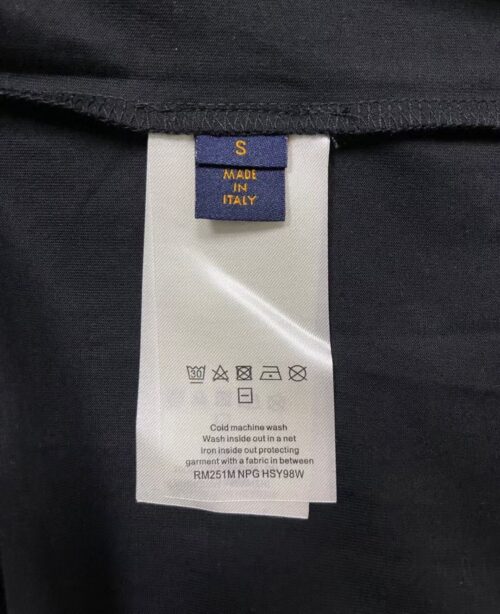 S
MADE
IN
ITALY
30
Cold machine wash
Wash inside out in a net
Iron inside out protecting
garment with a fabric in between
RM251M NPG HSY98W